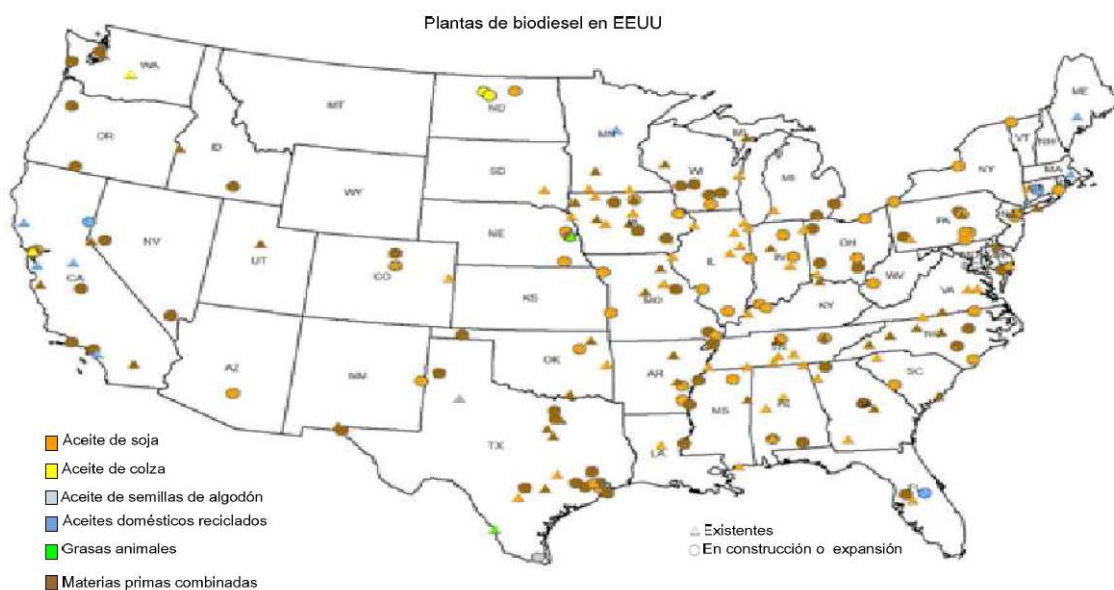 Plantas de biodiesel en EEUU
WA
MT
ND
MN
ME
OR
ID
SD
WI
MI
VT
NH
NY
MA
WY
MI
NV
NE
PA
UT
CO
IL
IN
OH
CA
KS
MO
WV
VA
KY
AZ
NM
OK
AR
TN
NC
SC
MS
AL
TX
LA
Aceite de soja
Aceite de colza
Aceite de semillas de algodón
Aceites domésticos reciclados
Grasas animales
Materias primas combinadas
Existentes
En construcción o expansión